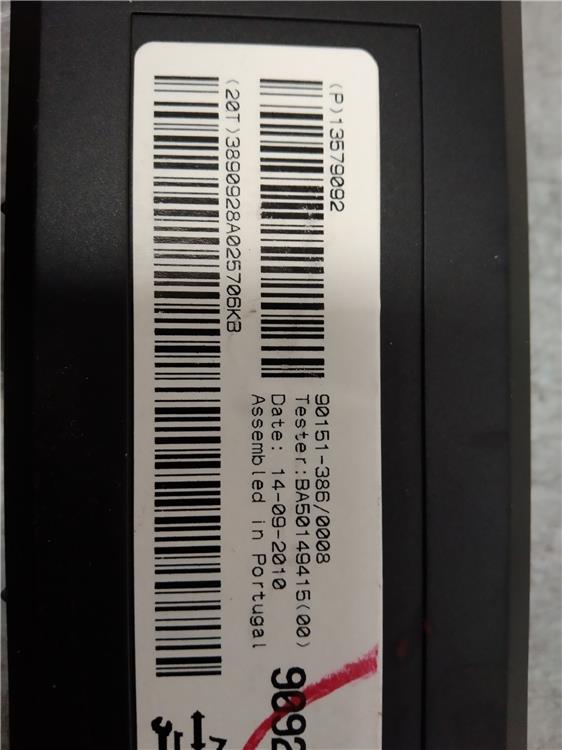 (P)13579092
(20T)3890928A025706KB
90151-386/0008
Tester:BA50149415(00)
Date: 14-09-2010
Assembled in Portugal
9092